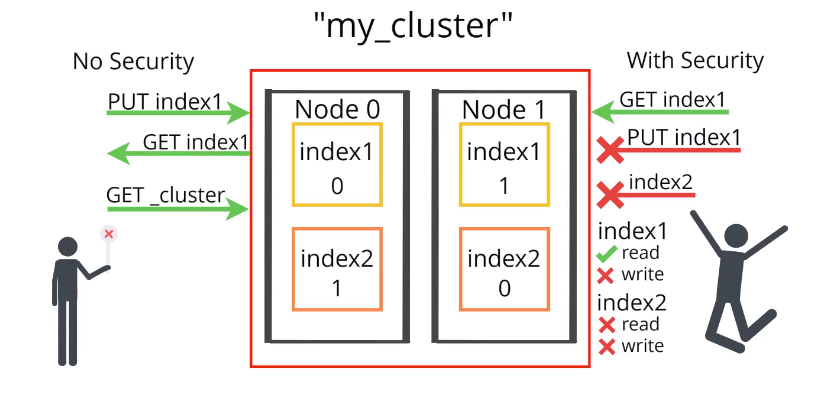 "my_cluster"
No Security
PUT index1
GET index1
GET _cluster
Node 0
index1
0
index2
1
Node 1
index1
1
index2
0
With Security
GET index1
PUT index1
index2
index1
read
write
index2
read
write